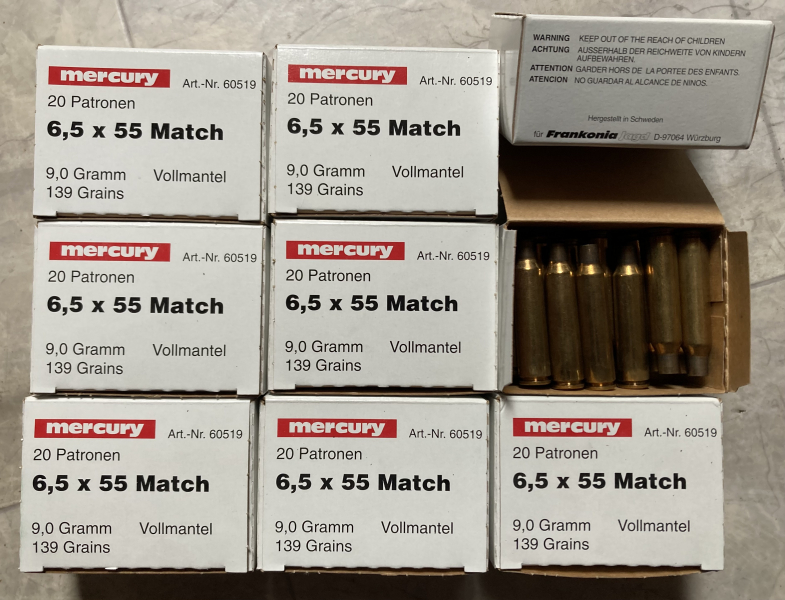 mercury Art.-Nr. 60519
20 Patronen
6,5 x 55 Match
9,0 Gramm Vollmantel
139 Grains
mercury Art.-Nr. 60519
20 Patronen
6,5 x 55 Match
9,0 Gramm Vollmantel
139 Grains
WARNING KEEP OUT OF THE REACH OF CHILDREN
ACHTUNG AUSSERHALB DER REICHWEITE VON KINDERN
AUFBEWAHREN.
ATTENTION GARDER HORS DE LA PORTEE DES ENFANTS.
ATENCION NO GUARDAR AL ALCANCE DE NINOS.
Hergestellt in Schweden
für Frankonia D-97064 Würzburg
mercury Art.-Nr. 60519
20 Patronen
6,5 x 55 Match
9,0 Gramm Vollmantel
139 Grains
mercury Art.-Nr. 60519
20 Patronen
6,5 x 55 Match
9,0 Gramm Vollmantel
139 Grains
mercury Art.-Nr. 60519
20 Patronen
6,5 x 55 Match
9,0 Gramm Vollmantel
139 Grains
mercury Art.-Nr. 60519
20 Patronen
6,5 x 55 Match
9,0 Gramm Vollmantel
139 Grains
mercury Art.-Nr. 60519
20 Patronen
6,5 x 55 Match
9,0 Gramm Vollmantel
139 Grains